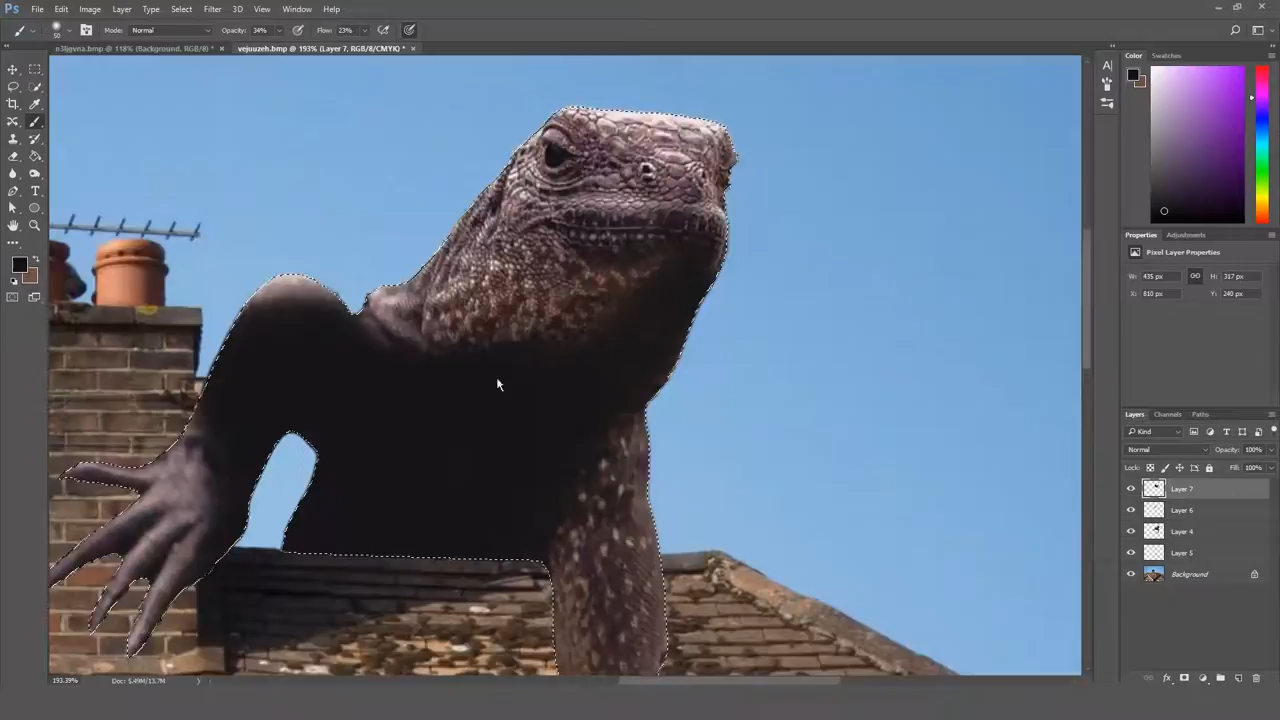 Ps File Edit Image Layer Type Select Filter 3D View Window Help
50 Mode: Normal Opacity: 34% Flow: 23%
@ 118% (Background, RGB/8) * × vejuuzeh.bmp @ 193% (Layer 7, RGB/8/CMYK) * ×
Color Swatches
Properties Adjustments
Pixel Layer Properties
W: 435 px H: 317 px
X: 810 px Y: 240 px
Layers Channels Paths
Kind
Normal Opacity: 100%
Lock: Fill: 100%
Layer 7
Layer 6
Layer 4
Layer 5
Background
193.39% Doc: 5.49M/13.7M